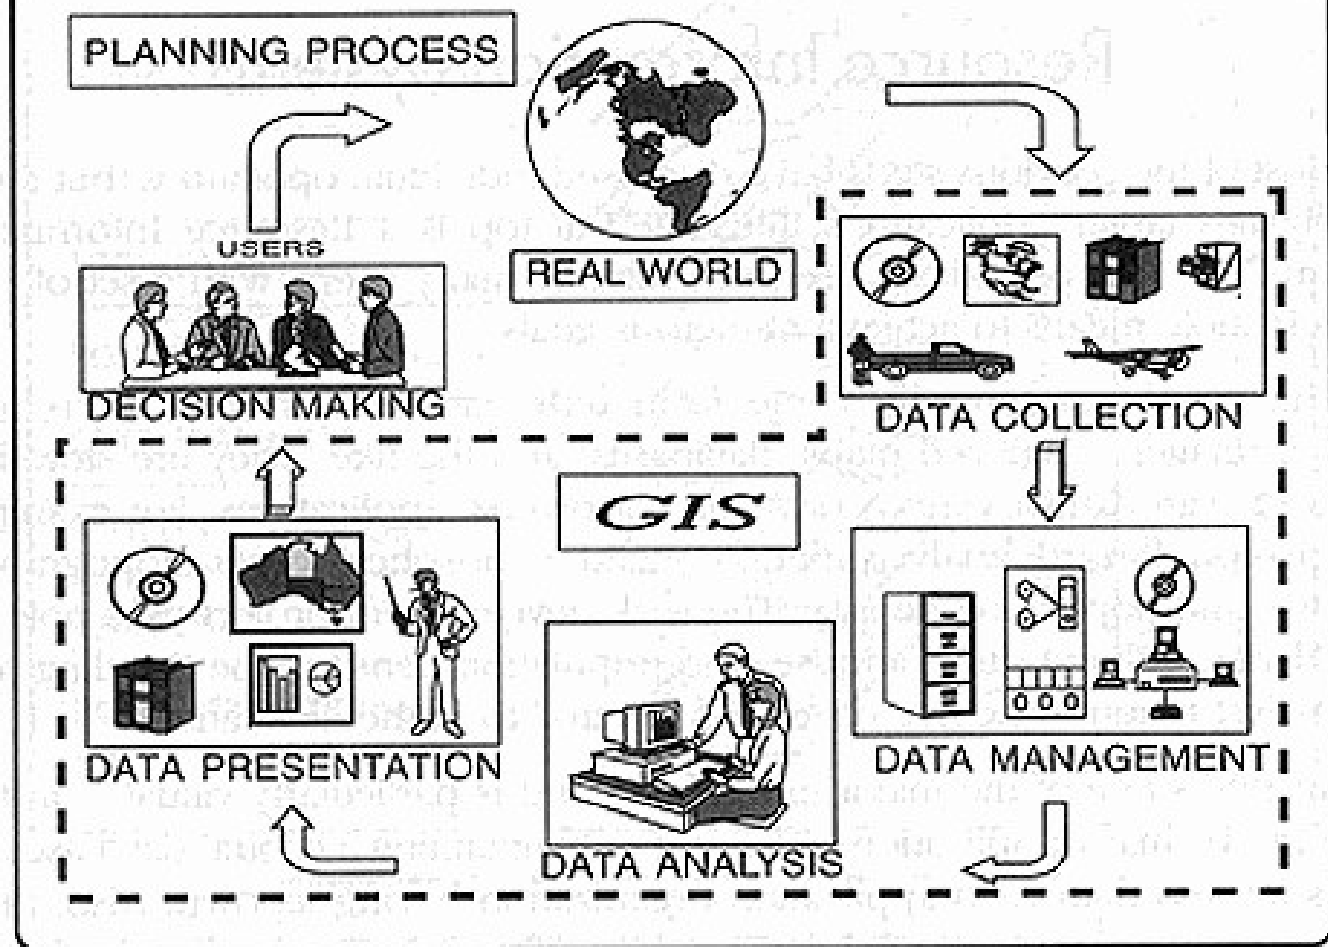 PLANNING PROCESS
REAL WORLD
USERS
DECISION MAKING
DATA COLLECTION
GIS
DATA PRESENTATION
DATA MANAGEMENT
DATA ANALYSIS